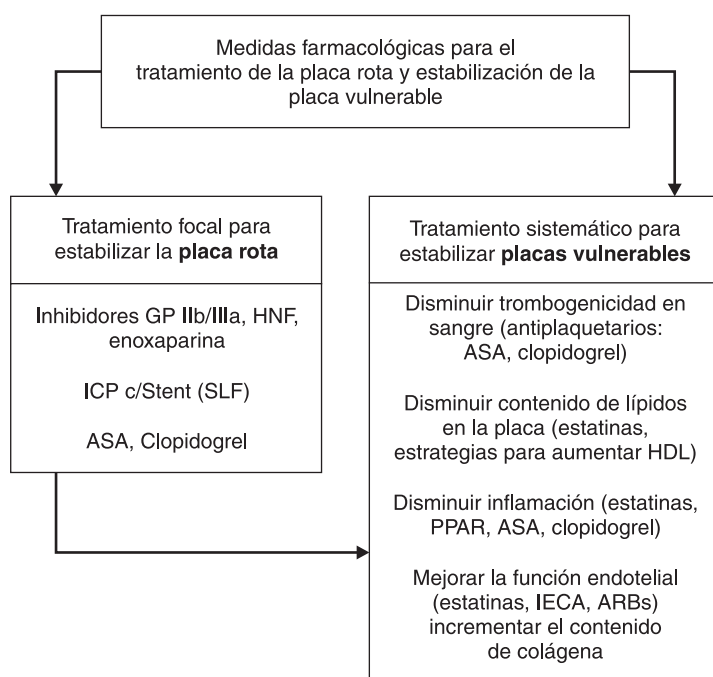 Medidas farmacológicas para el
tratamiento de la placa rota y estabilización de la
placa vulnerable
Tratamiento focal para
estabilizar la placa rota
Inhibidores GP IIb/IIIa, HNF,
enoxaparina
ICP c/Stent (SLF)
ASA, Clopidogrel
Tratamiento sistemático para
estabilizar placas vulnerables
Disminuir trombogenicidad en
sangre (antiplaquetarios:
ASA, clopidogrel)
Disminuir contenido de lípidos
en la placa (estatinas,
estrategias para aumentar HDL)
Disminuir inflamación (estatinas,
PPAR, ASA, clopidogrel)
Mejorar la función endotelial
(estatinas, IECA, ARBs)
incrementar el contenido
de colágena